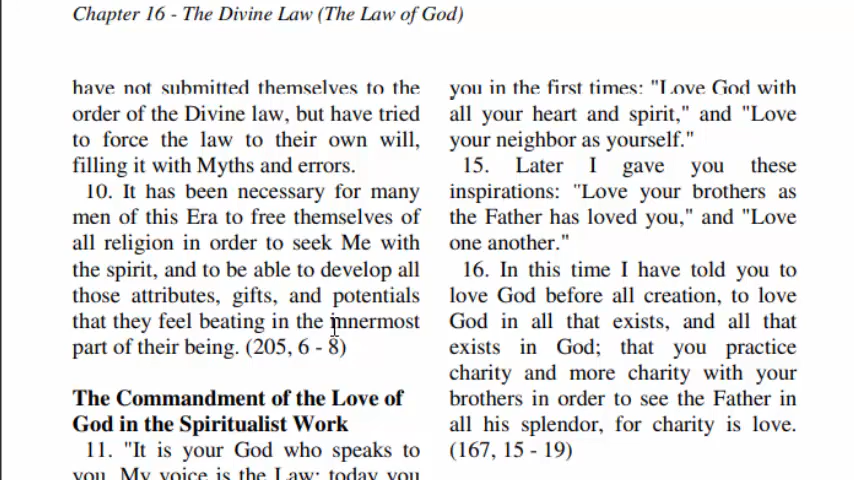 Chapter 16 - The Divine Law (The Law of God)
have not submitted themselves to the
order of the Divine law, but have tried
to force the law to their own will,
filling it with Myths and errors.
10. It has been necessary for many
men of this Era to free themselves of
all religion in order to seek Me with
the spirit, and to be able to develop all
those attributes, gifts, and potentials
that they feel beating in the innermost
part of their being. (205, 6 - 8)
The Commandment of the Love of
God in the Spiritualist Work
11. "It is your God who speaks to
you. My voice is the Law; today you
you in the first times: "Love God with
all your heart and spirit," and "Love
your neighbor as yourself."
15. Later I gave you these
inspirations: "Love your brothers as
the Father has loved you," and "Love
one another."
16. In this time I have told you to
love God before all creation, to love
God in all that exists, and all that
exists in God; that you practice
charity and more charity with your
brothers in order to see the Father in
all his splendor, for charity is love.
(167, 15 - 19)